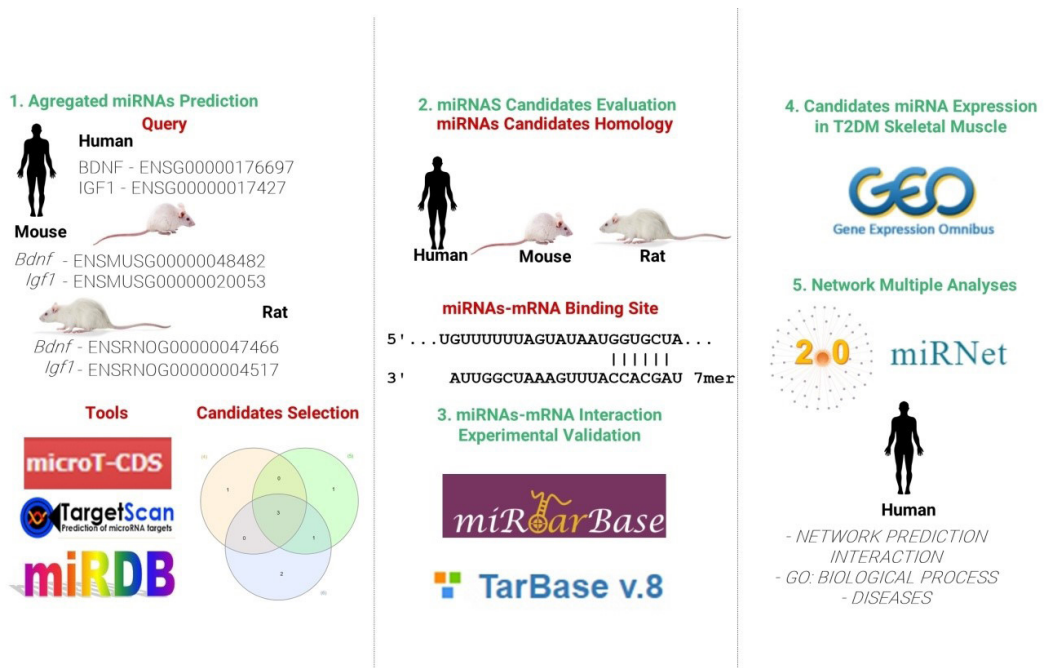 1. Agregated miRNAs Prediction
Query
Human
BDNF - ENSG00000176697
IGF1 - ENSG00000017427
Mouse
Bdnf - ENSMUSG00000048482
Igf1 - ENSMUSG00000020053
Rat
Bdnf - ENSRNOG00000047466
Igf1 - ENSRNOG00000004517
Tools
Candidates Selection
microT-CDS
TargetScan
Prediction of microRNA targets
miRDB
0
1
1
3
0
1
2
2. miRNAS Candidates Evaluation
miRNAs Candidates Homology
Human
Mouse
Rat
miRNAs-mRNA Binding Site
5'...UGUUUUUUAGUAUAAUGGUGCUA...
||||||
3' AUUGGCUAAAGUUUACCACGAU 7mer
3. miRNAs-mRNA Interaction
Experimental Validation
miRTarBase
TarBase v.8
4. Candidates miRNA Expression
in T2DM Skeletal Muscle
GEO
Gene Expression Omnibus
5. Network Multiple Analyses
2.0
miRNet
Human
- NETWORK PREDICTION
INTERACTION
- GO: BIOLOGICAL PROCESS
- DISEASES